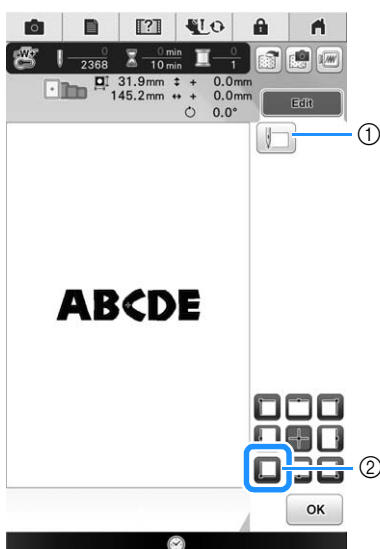 [?]
W+
0 0 min 0
2368 10 min 1
31.9mm + 0.0mm
145.2mm + 0.0mm
0.0°
Edit
①
ABCDE
②
OK